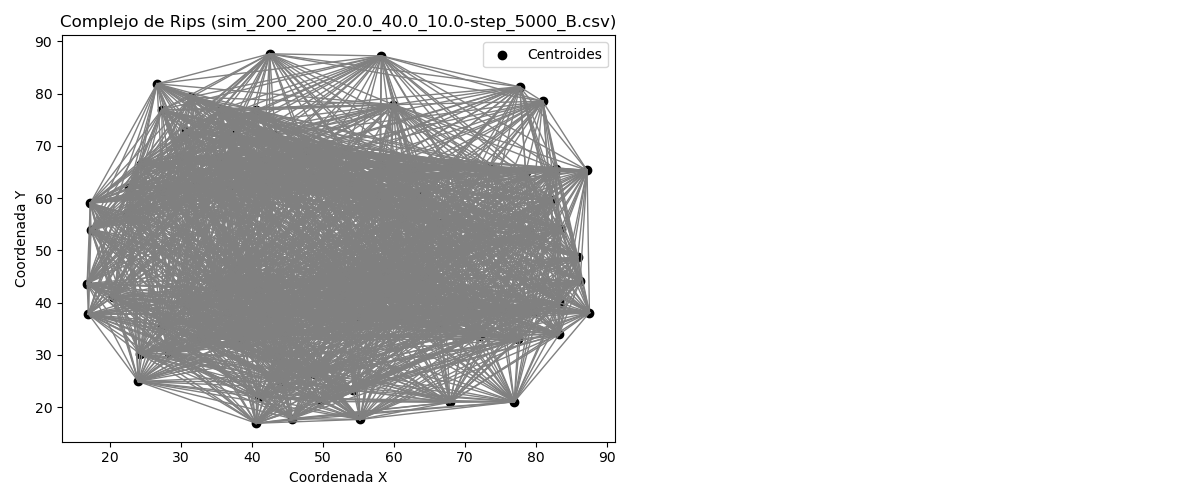 Complejo de Rips (sim_200_200_20.0_40.0_10.0-step_5000_B.csv)
Centroides
90
80
70
60
50
40
30
20
Coordenada Y
20 30 40 50 60 70 80 90
Coordenada X